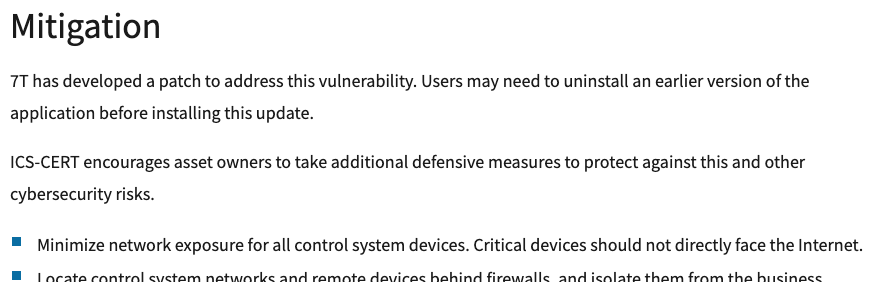 Mitigation
7T has developed a patch to address this vulnerability. Users may need to uninstall an earlier version of the
application before installing this update.
ICS-CERT encourages asset owners to take additional defensive measures to protect against this and other
cybersecurity risks.
Minimize network exposure for all control system devices. Critical devices should not directly face the Internet.
Locate control system networks and remote devices behind firewalls, and isolate them from the business